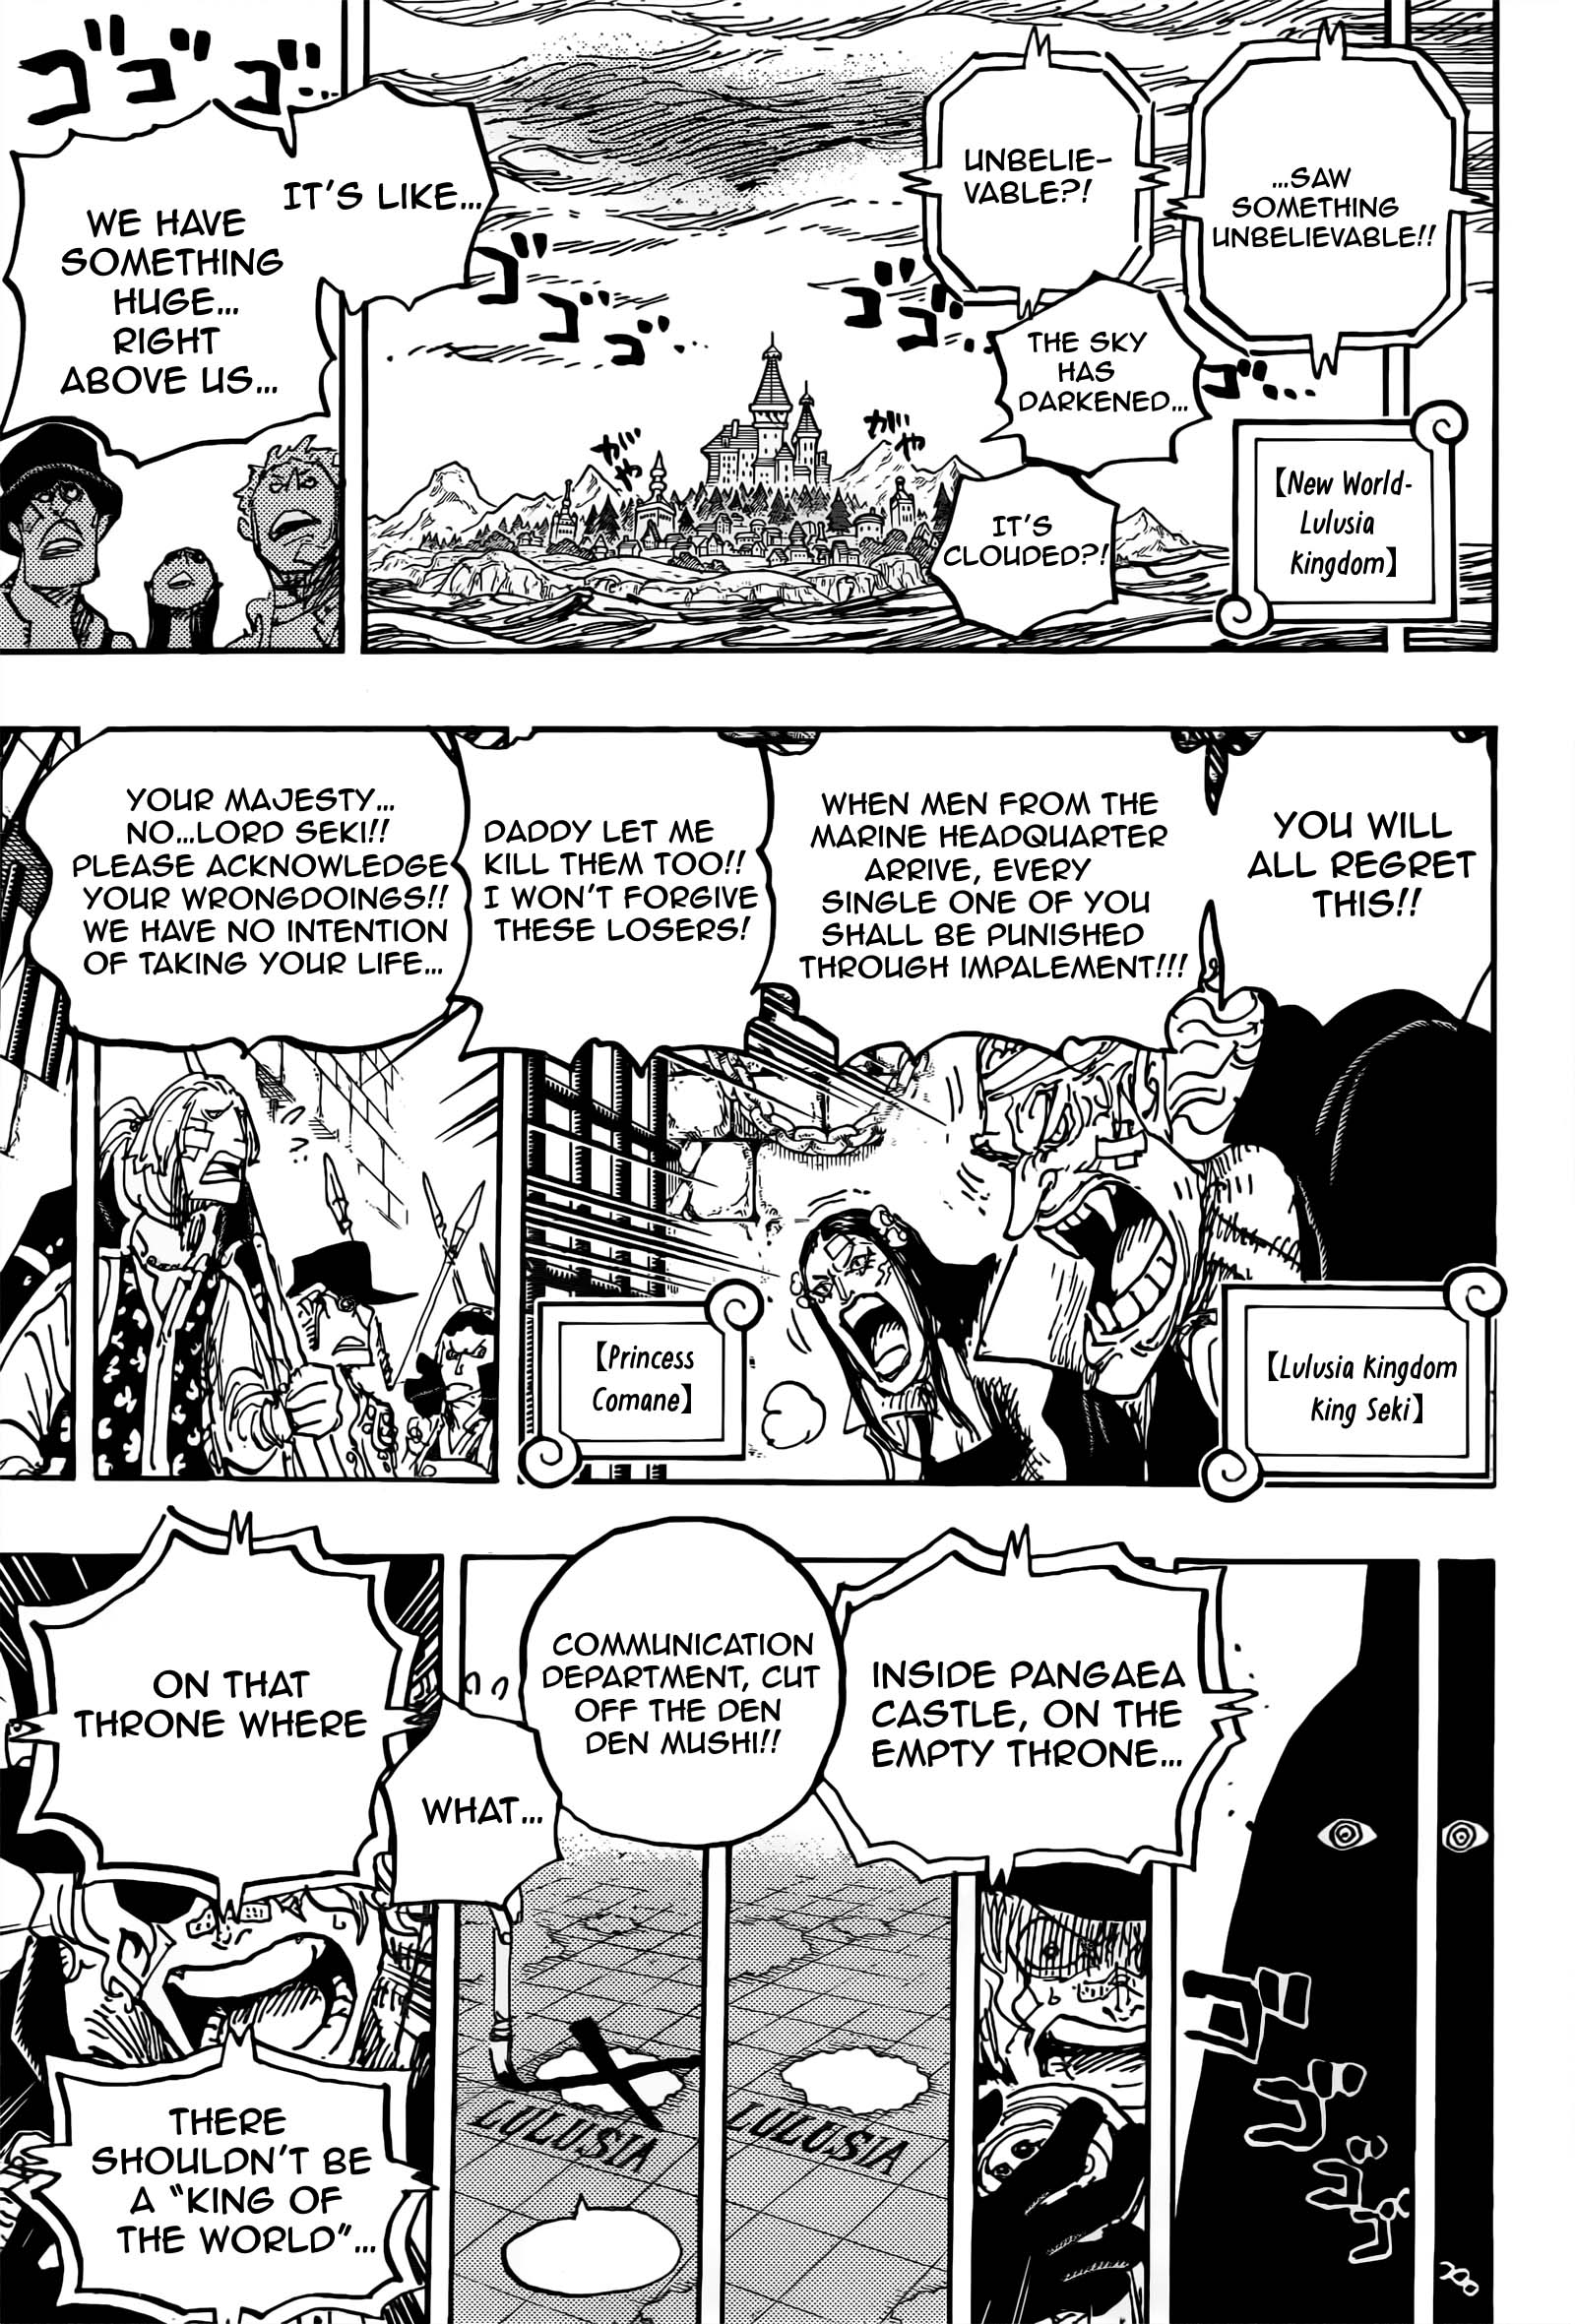 ...SAW
SOMETHING
UNBELIEVABLE!!
UNBELIE-
VABLE?!
THE SKY
HAS
DARKENED...
IT'S
CLOUDED?!
【New World-
Lulusia
Kingdom】
ゴゴゴ...
ゴゴゴ...
ガヤ
ガヤ
ゴゴゴ...
IT'S LIKE...
WE HAVE
SOMETHING
HUGE...
RIGHT
ABOVE US...
YOU WILL
ALL REGRET
THIS!!
WHEN MEN FROM THE
MARINE HEADQUARTER
ARRIVE, EVERY
SINGLE ONE OF YOU
SHALL BE PUNISHED
THROUGH IMPALEMENT!!!
【Lulusia Kingdom
King Seki】
DADDY LET ME
KILL THEM TOO!!
I WON'T FORGIVE
THESE LOSERS!
【Princess
Comane】
YOUR MAJESTY...
NO...LORD SEKI!!
PLEASE ACKNOWLEDGE
YOUR WRONGDOINGS!!
WE HAVE NO INTENTION
OF TAKING YOUR LIFE...
INSIDE PANGAEA
CASTLE, ON THE
EMPTY THRONE...
COMMUNICATION
DEPARTMENT, CUT
OFF THE DEN
DEN MUSHI!!
LULUSIA
WHAT...
LULUSIA
ON THAT
THRONE WHERE
THERE
SHOULDN'T BE
A "KING OF
THE WORLD"...